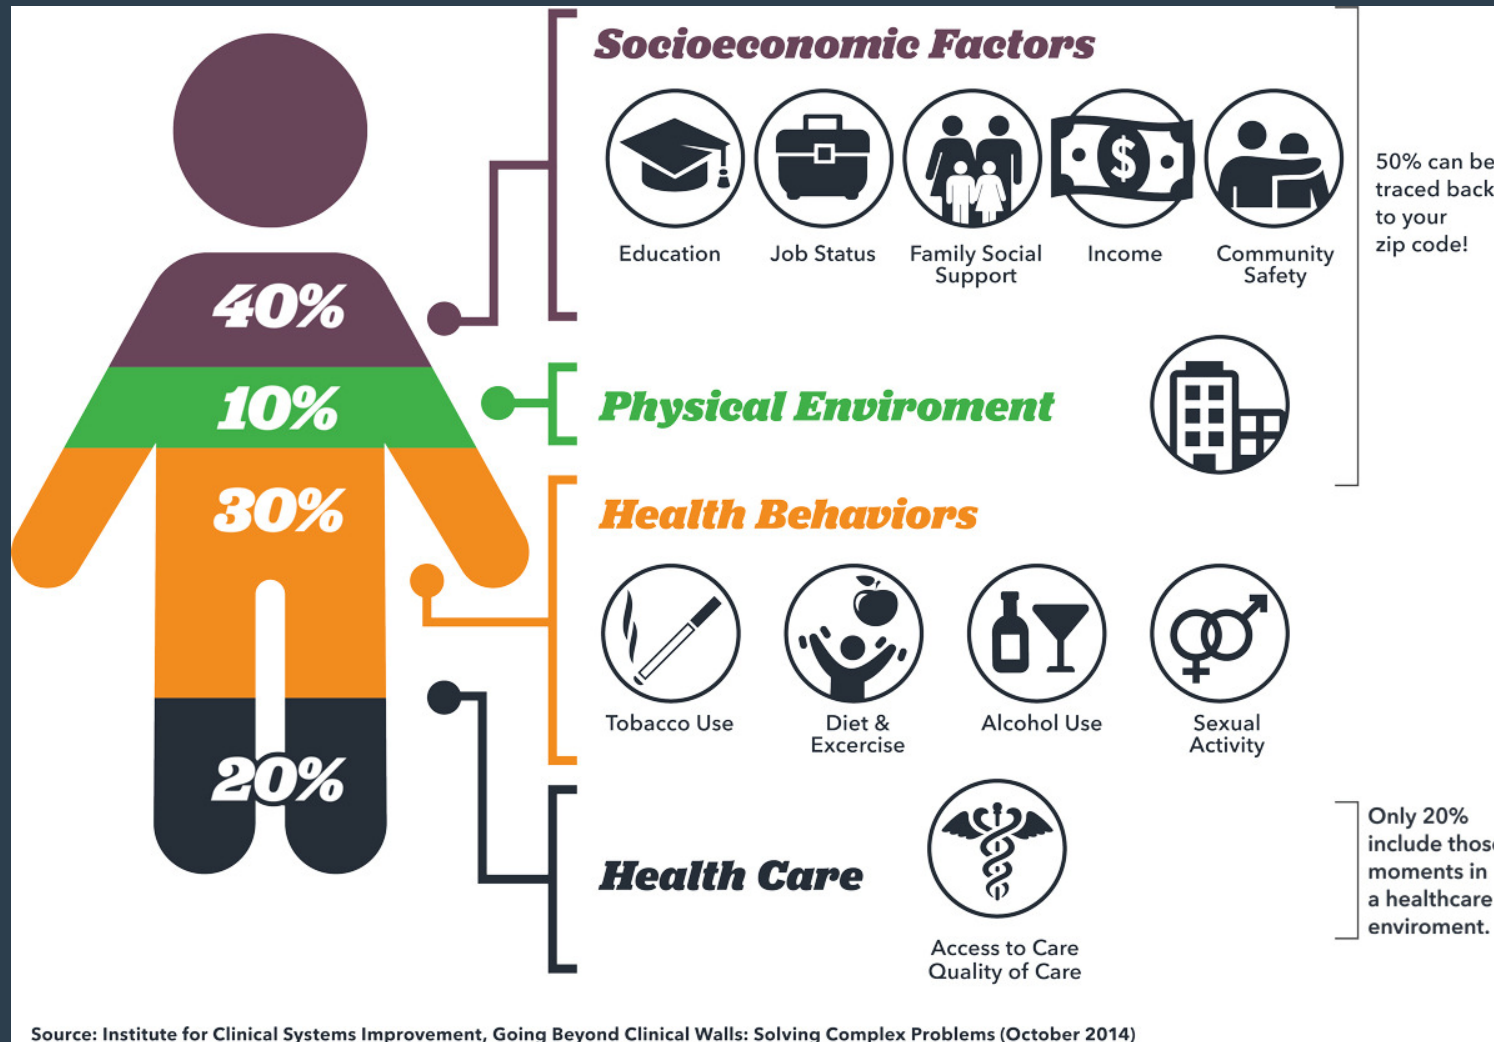 Socioeconomic Factors
$
Education
Job Status
Family Social
Support
Income
Community
Safety
50% can be
traced back
to your
zip code!
40%
10%
Physical Enviroment
30%
Health Behaviors
Tobacco Use
Diet &
Excercise
Alcohol Use
Sexual
Activity
20%
Health Care
Access to Care
Quality of Care
Only 20%
include those
moments in
a healthcare
enviroment.
Source: Institute for Clinical Systems Improvement, Going Beyond Clinical Walls: Solving Complex Problems (October 2014)